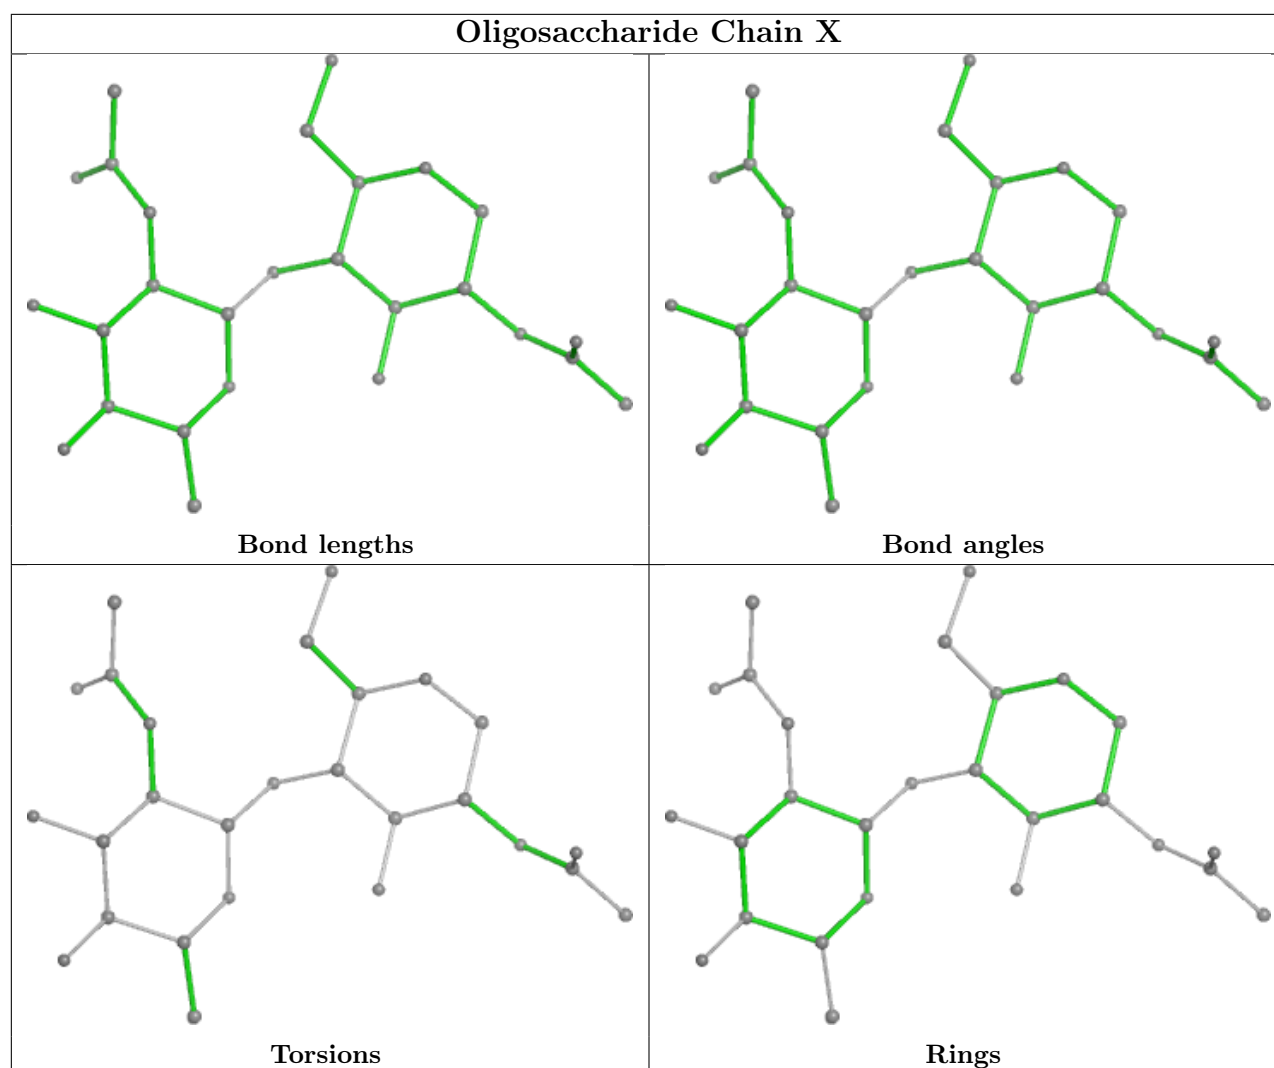 Oligosaccharide Chain X
Bond lengths
Bond angles
Torsions
Rings